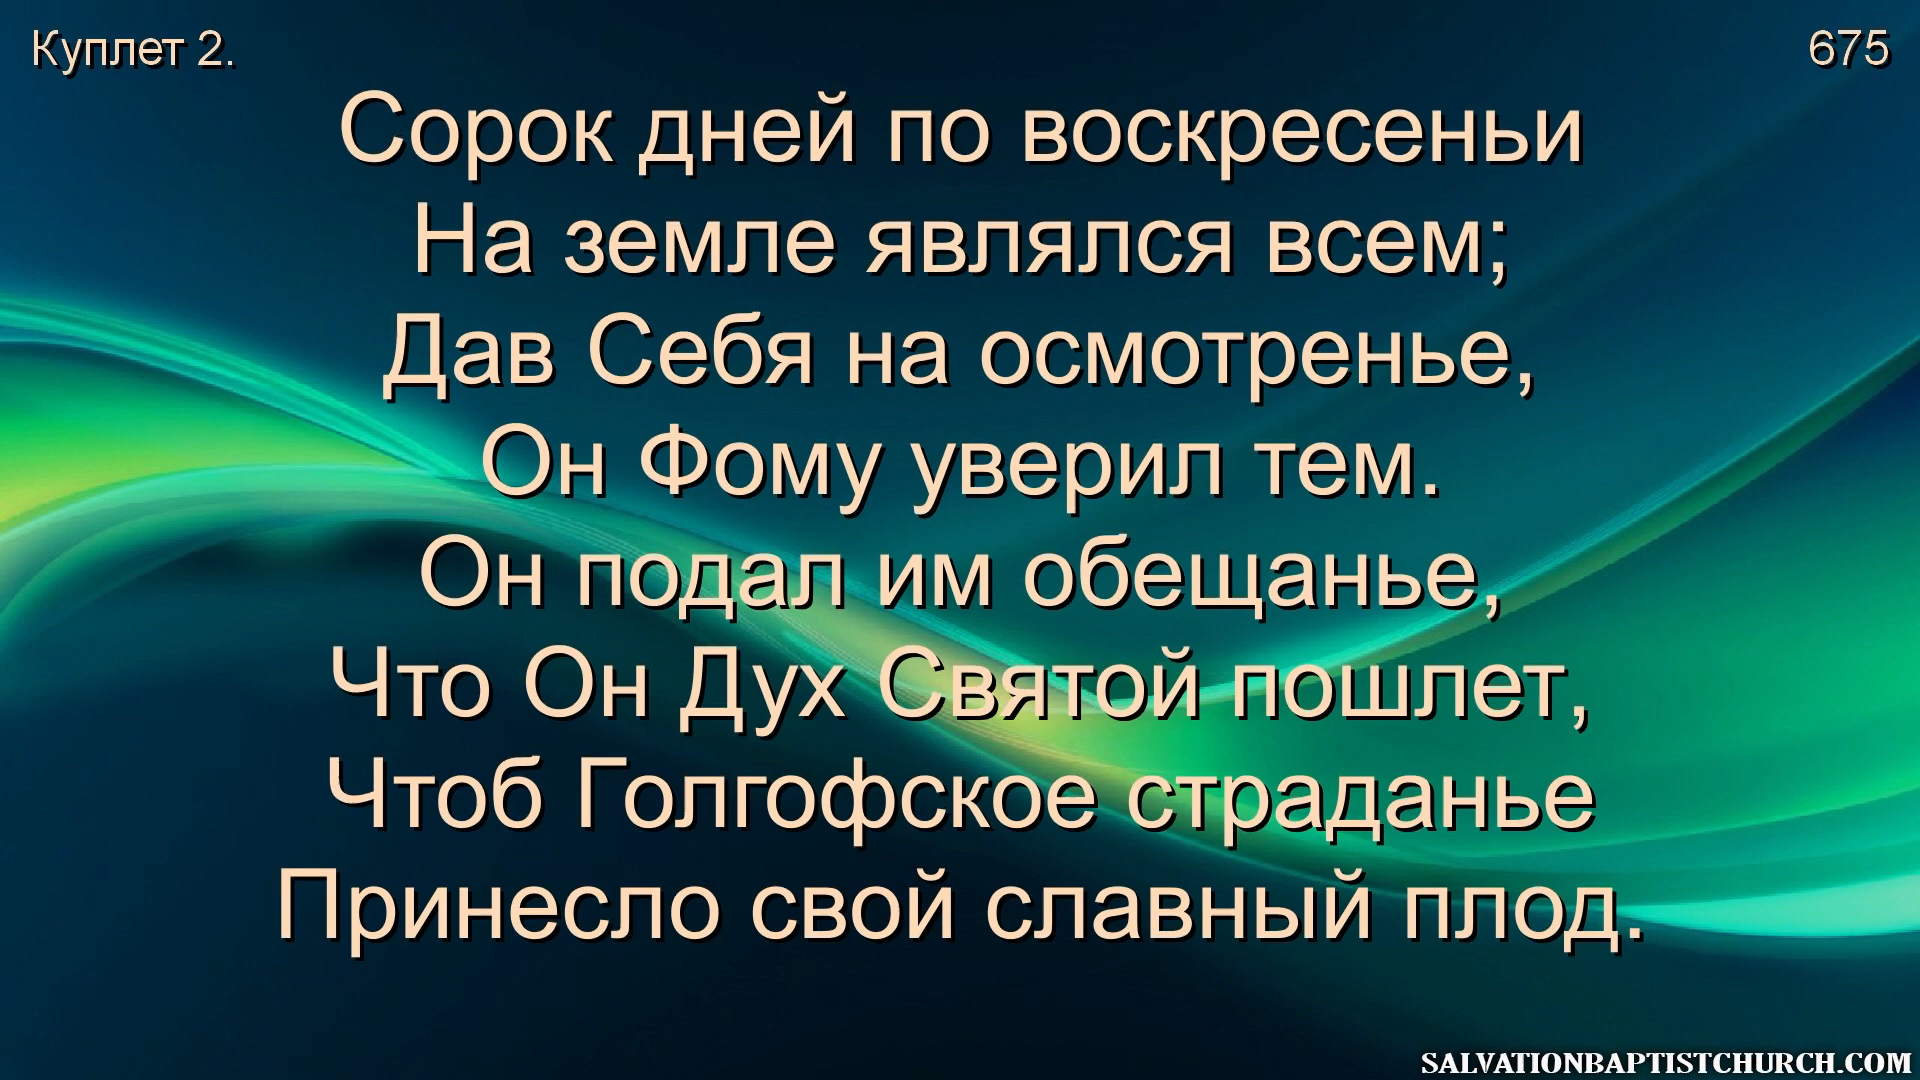 Куплет 2.
675
Сорок дней по воскресеньи
На земле являлся всем;
Дав Себя на осмотренье,
Он Фому уверил тем.
Он подал им обещанье,
Что Он Дух Святой пошлет,
Чтоб Голгофское страданье
Принесло свой славный плод.
SALVATIONBAPTISTCHURCH.COM